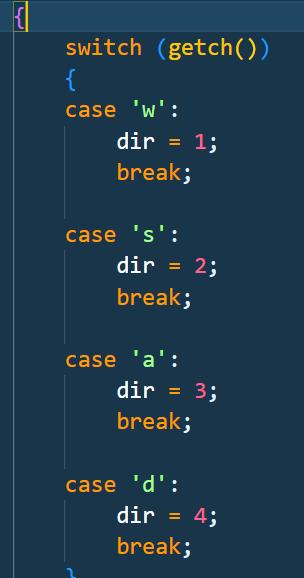 {
switch (getch())
{
case 'w':
dir = 1;
break;
case 's':
dir = 2;
break;
case 'a':
dir = 3;
break;
case 'd':
dir = 4;
break;
}